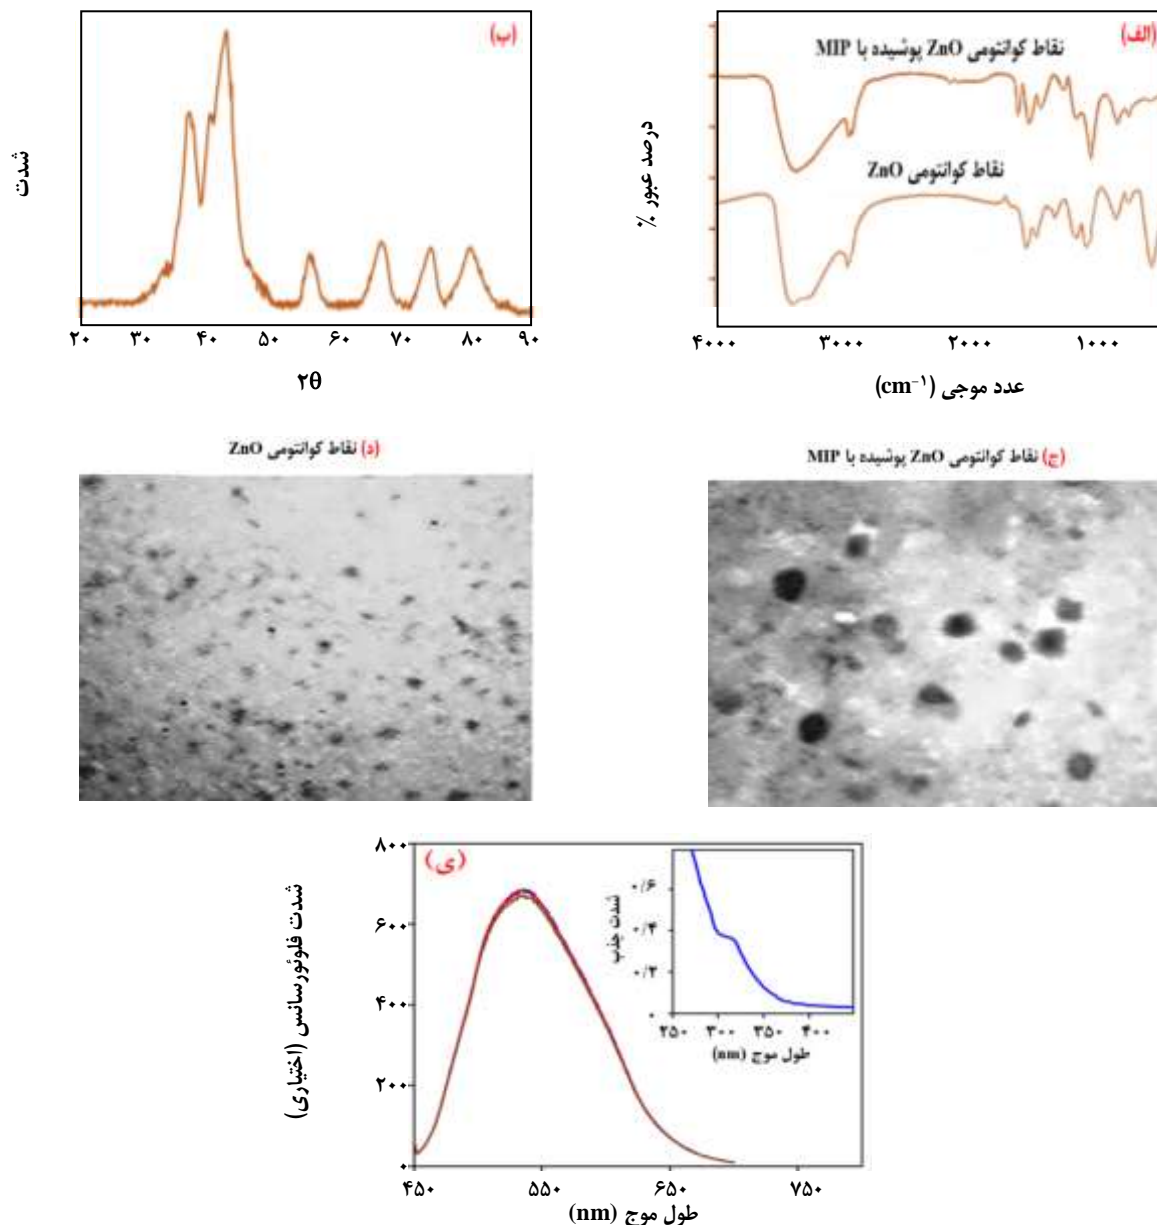 (الف)
نقاط کوانتومی ZnO پوشیده با MIP
نقاط کوانتومی ZnO
درصد عبور %
۴۰۰۰ ۳۰۰۰ ۲۰۰۰ ۱۰۰۰
عدد موجی (cm⁻¹)
(ب)
شدت
۲۰ ۳۰ ۴۰ ۵۰ ۶۰ ۷۰ ۸۰ ۹۰
۲θ
(ج) نقاط کوانتومی ZnO پوشیده با MIP
(د) نقاط کوانتومی ZnO
(ی)
شدت فلوئورسانس (اختیاری)
۸۰۰
۶۰۰
۴۰۰
۲۰۰
۰
۴۵۰ ۵۵۰ ۶۵۰ ۷۵۰
طول موج (nm)
شدت جذب
۰/۶
۰/۴
۰/۲
۰
۲۵۰ ۳۰۰ ۳۵۰ ۴۰۰
طول موج (nm)